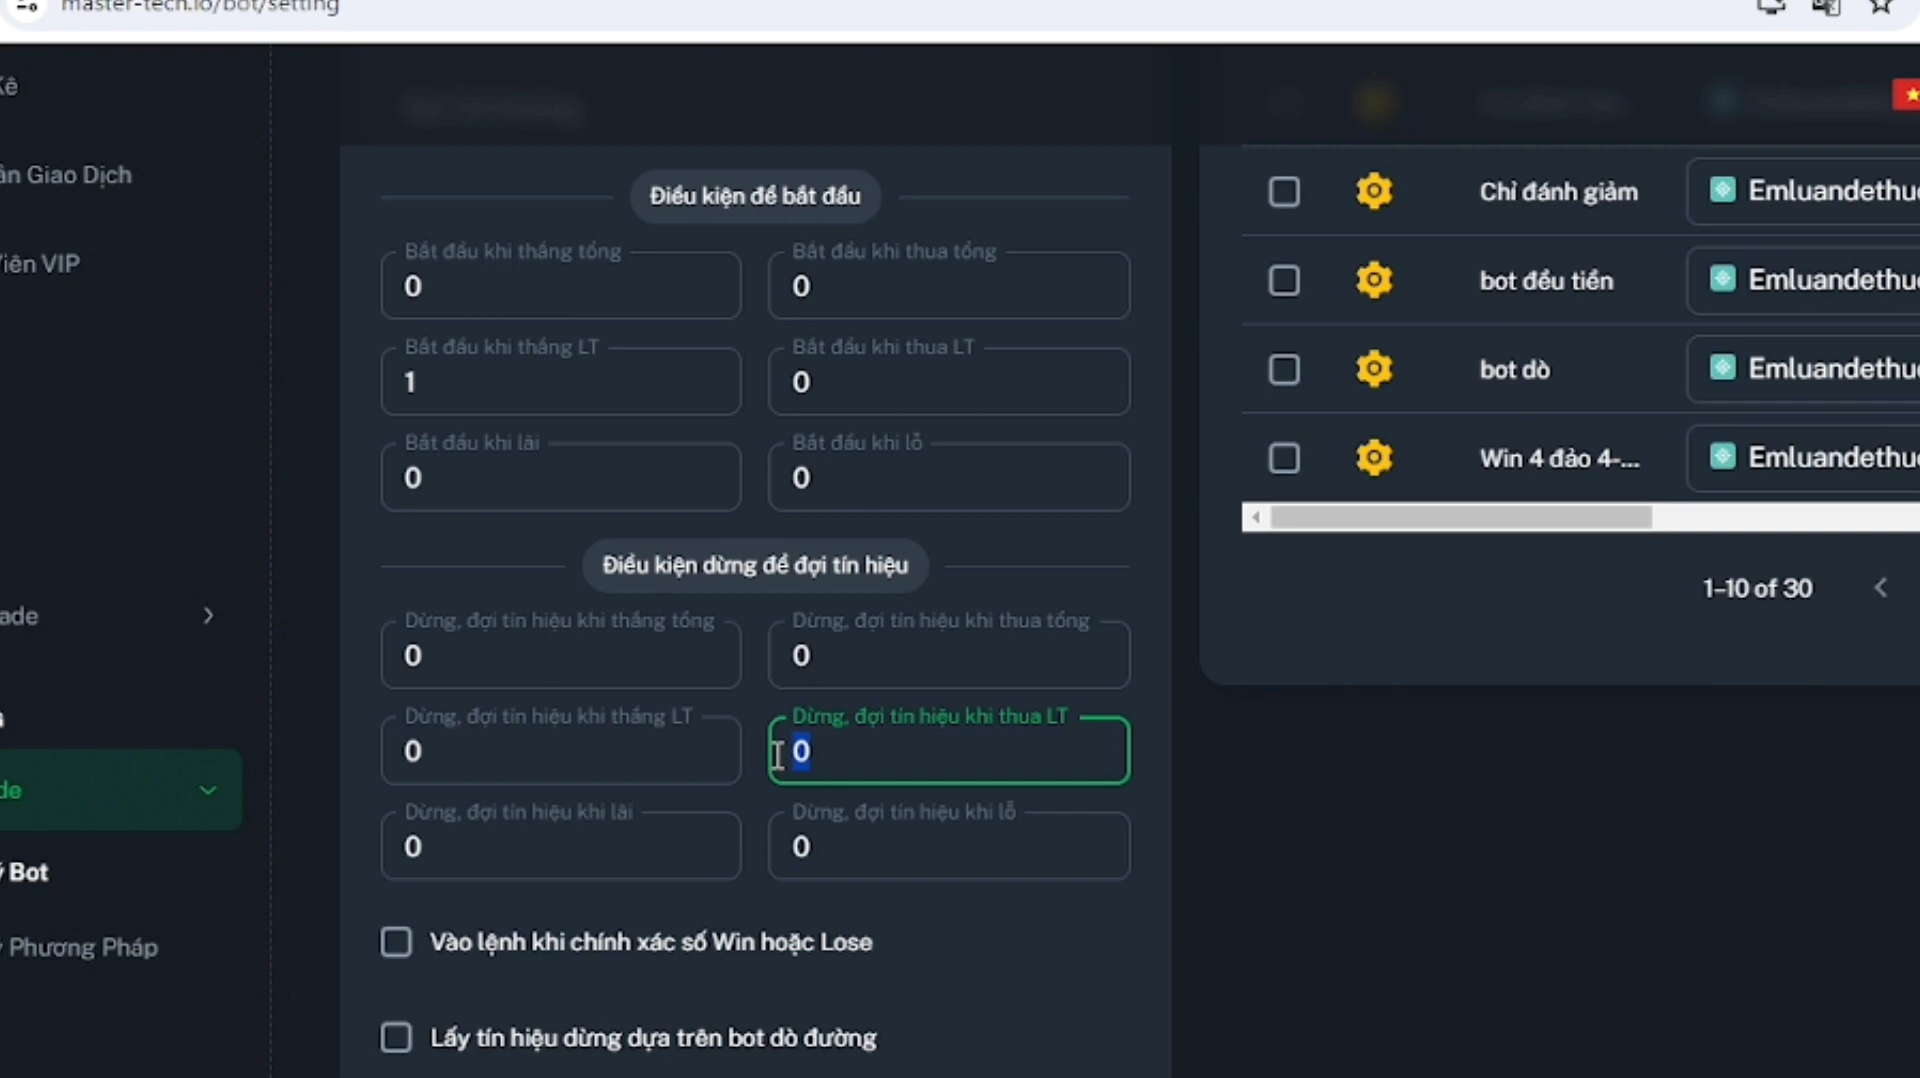 master-tech.io/bot/setting
Kê
ản Giao Dịch
Viên VIP
ade
de
Bot
Phương Pháp
Điều kiện để bắt đầu
Bắt đầu khi thắng tổng
0
Bắt đầu khi thua tổng
0
Bắt đầu khi thắng LT
1
Bắt đầu khi thua LT
0
Bắt đầu khi lãi
0
Bắt đầu khi lỗ
0
Điều kiện dừng để đợi tín hiệu
Dừng, đợi tín hiệu khi thắng tổng
0
Dừng, đợi tín hiệu khi thua tổng
0
Dừng, đợi tín hiệu khi thắng LT
0
Dừng, đợi tín hiệu khi thua LT
0
Dừng, đợi tín hiệu khi lãi
0
Dừng, đợi tín hiệu khi lỗ
0
Vào lệnh khi chính xác số Win hoặc Lose
Lấy tín hiệu dừng dựa trên bot dò đường
Chỉ đánh giảm
Emluandethuc
bot đều tiền
Emluandethuc
bot dò
Emluandethuc
Win 4 đảo 4-...
Emluandethuc
1–10 of 30